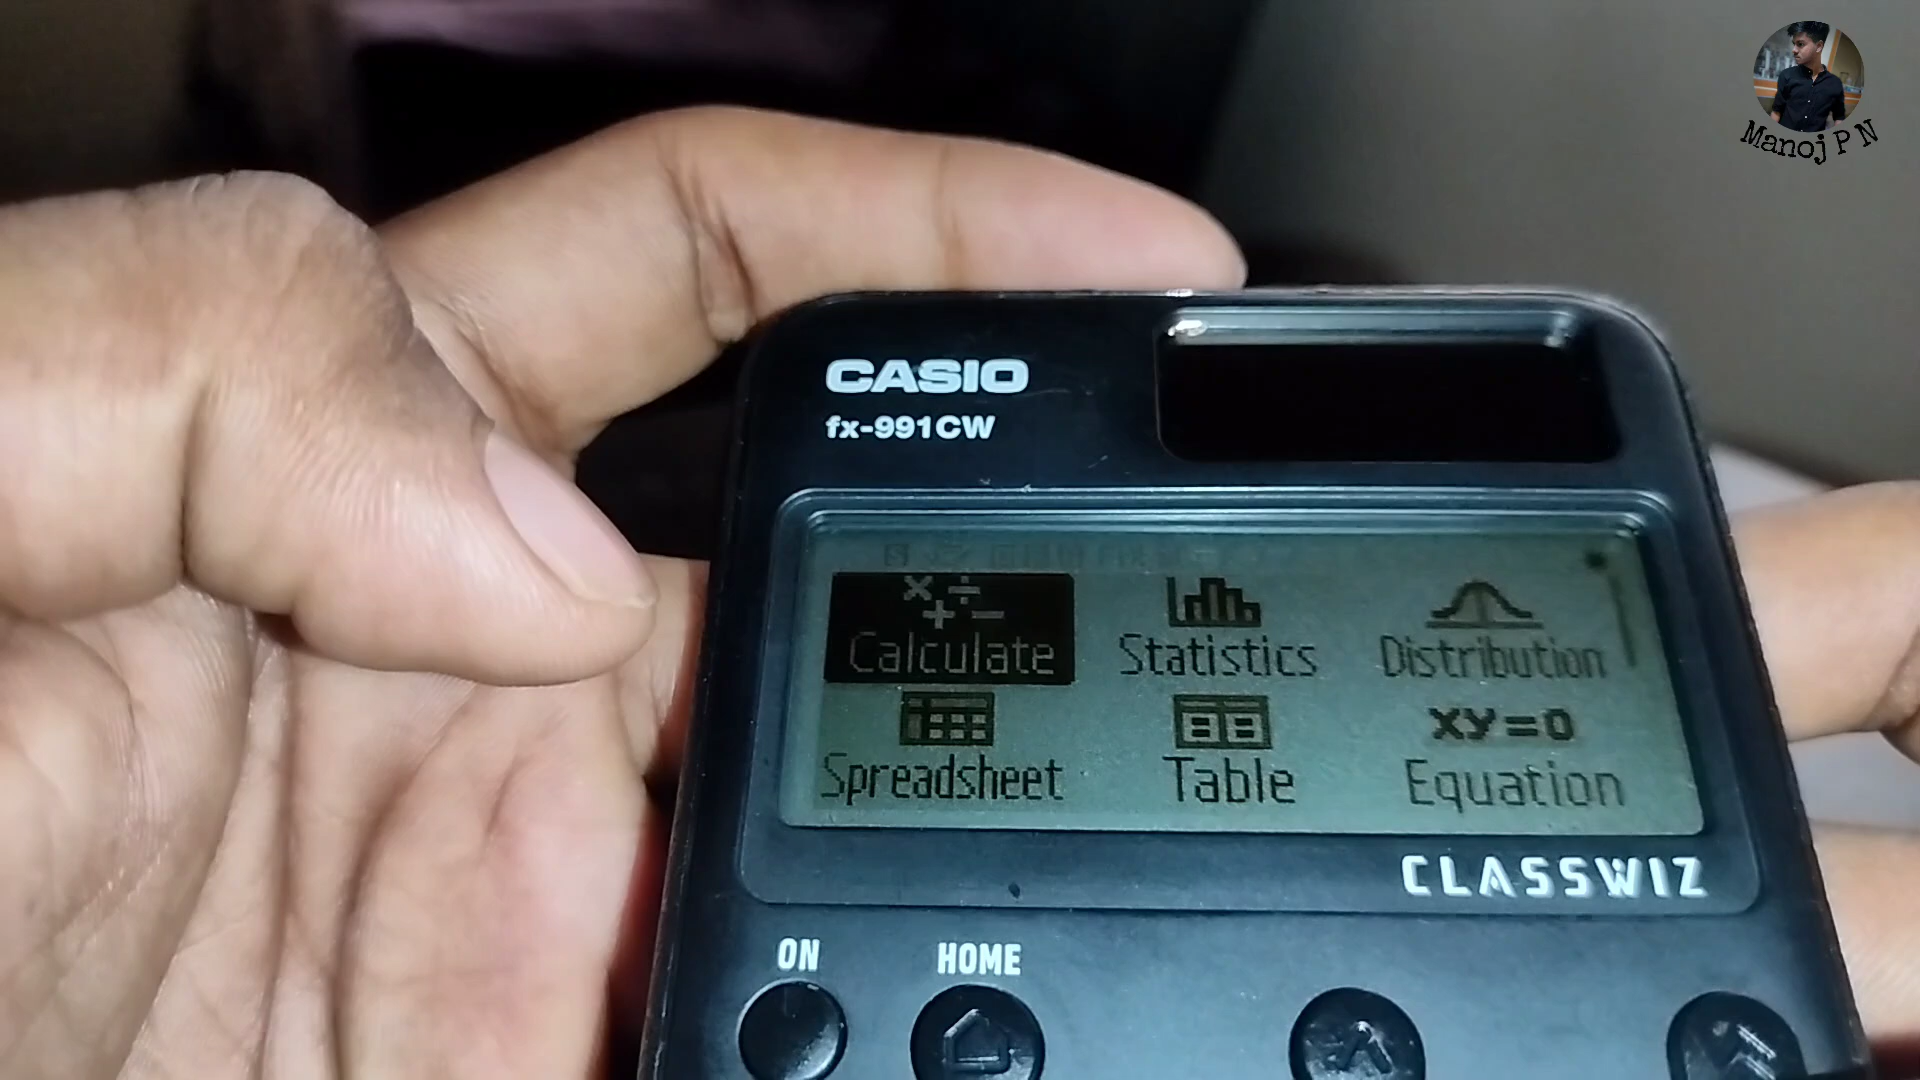 Manoj P N
CASIO
fx-991CW
× ÷
+ −
Calculate
Statistics
Distribution
Spreadsheet
Table
xy=0
Equation
CLASSWIZ
ON
HOME